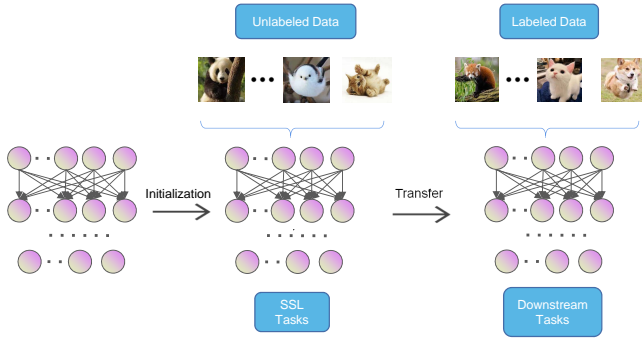 Unlabeled Data
Labeled Data
Initialization
Transfer
SSL
Tasks
Downstream
Tasks